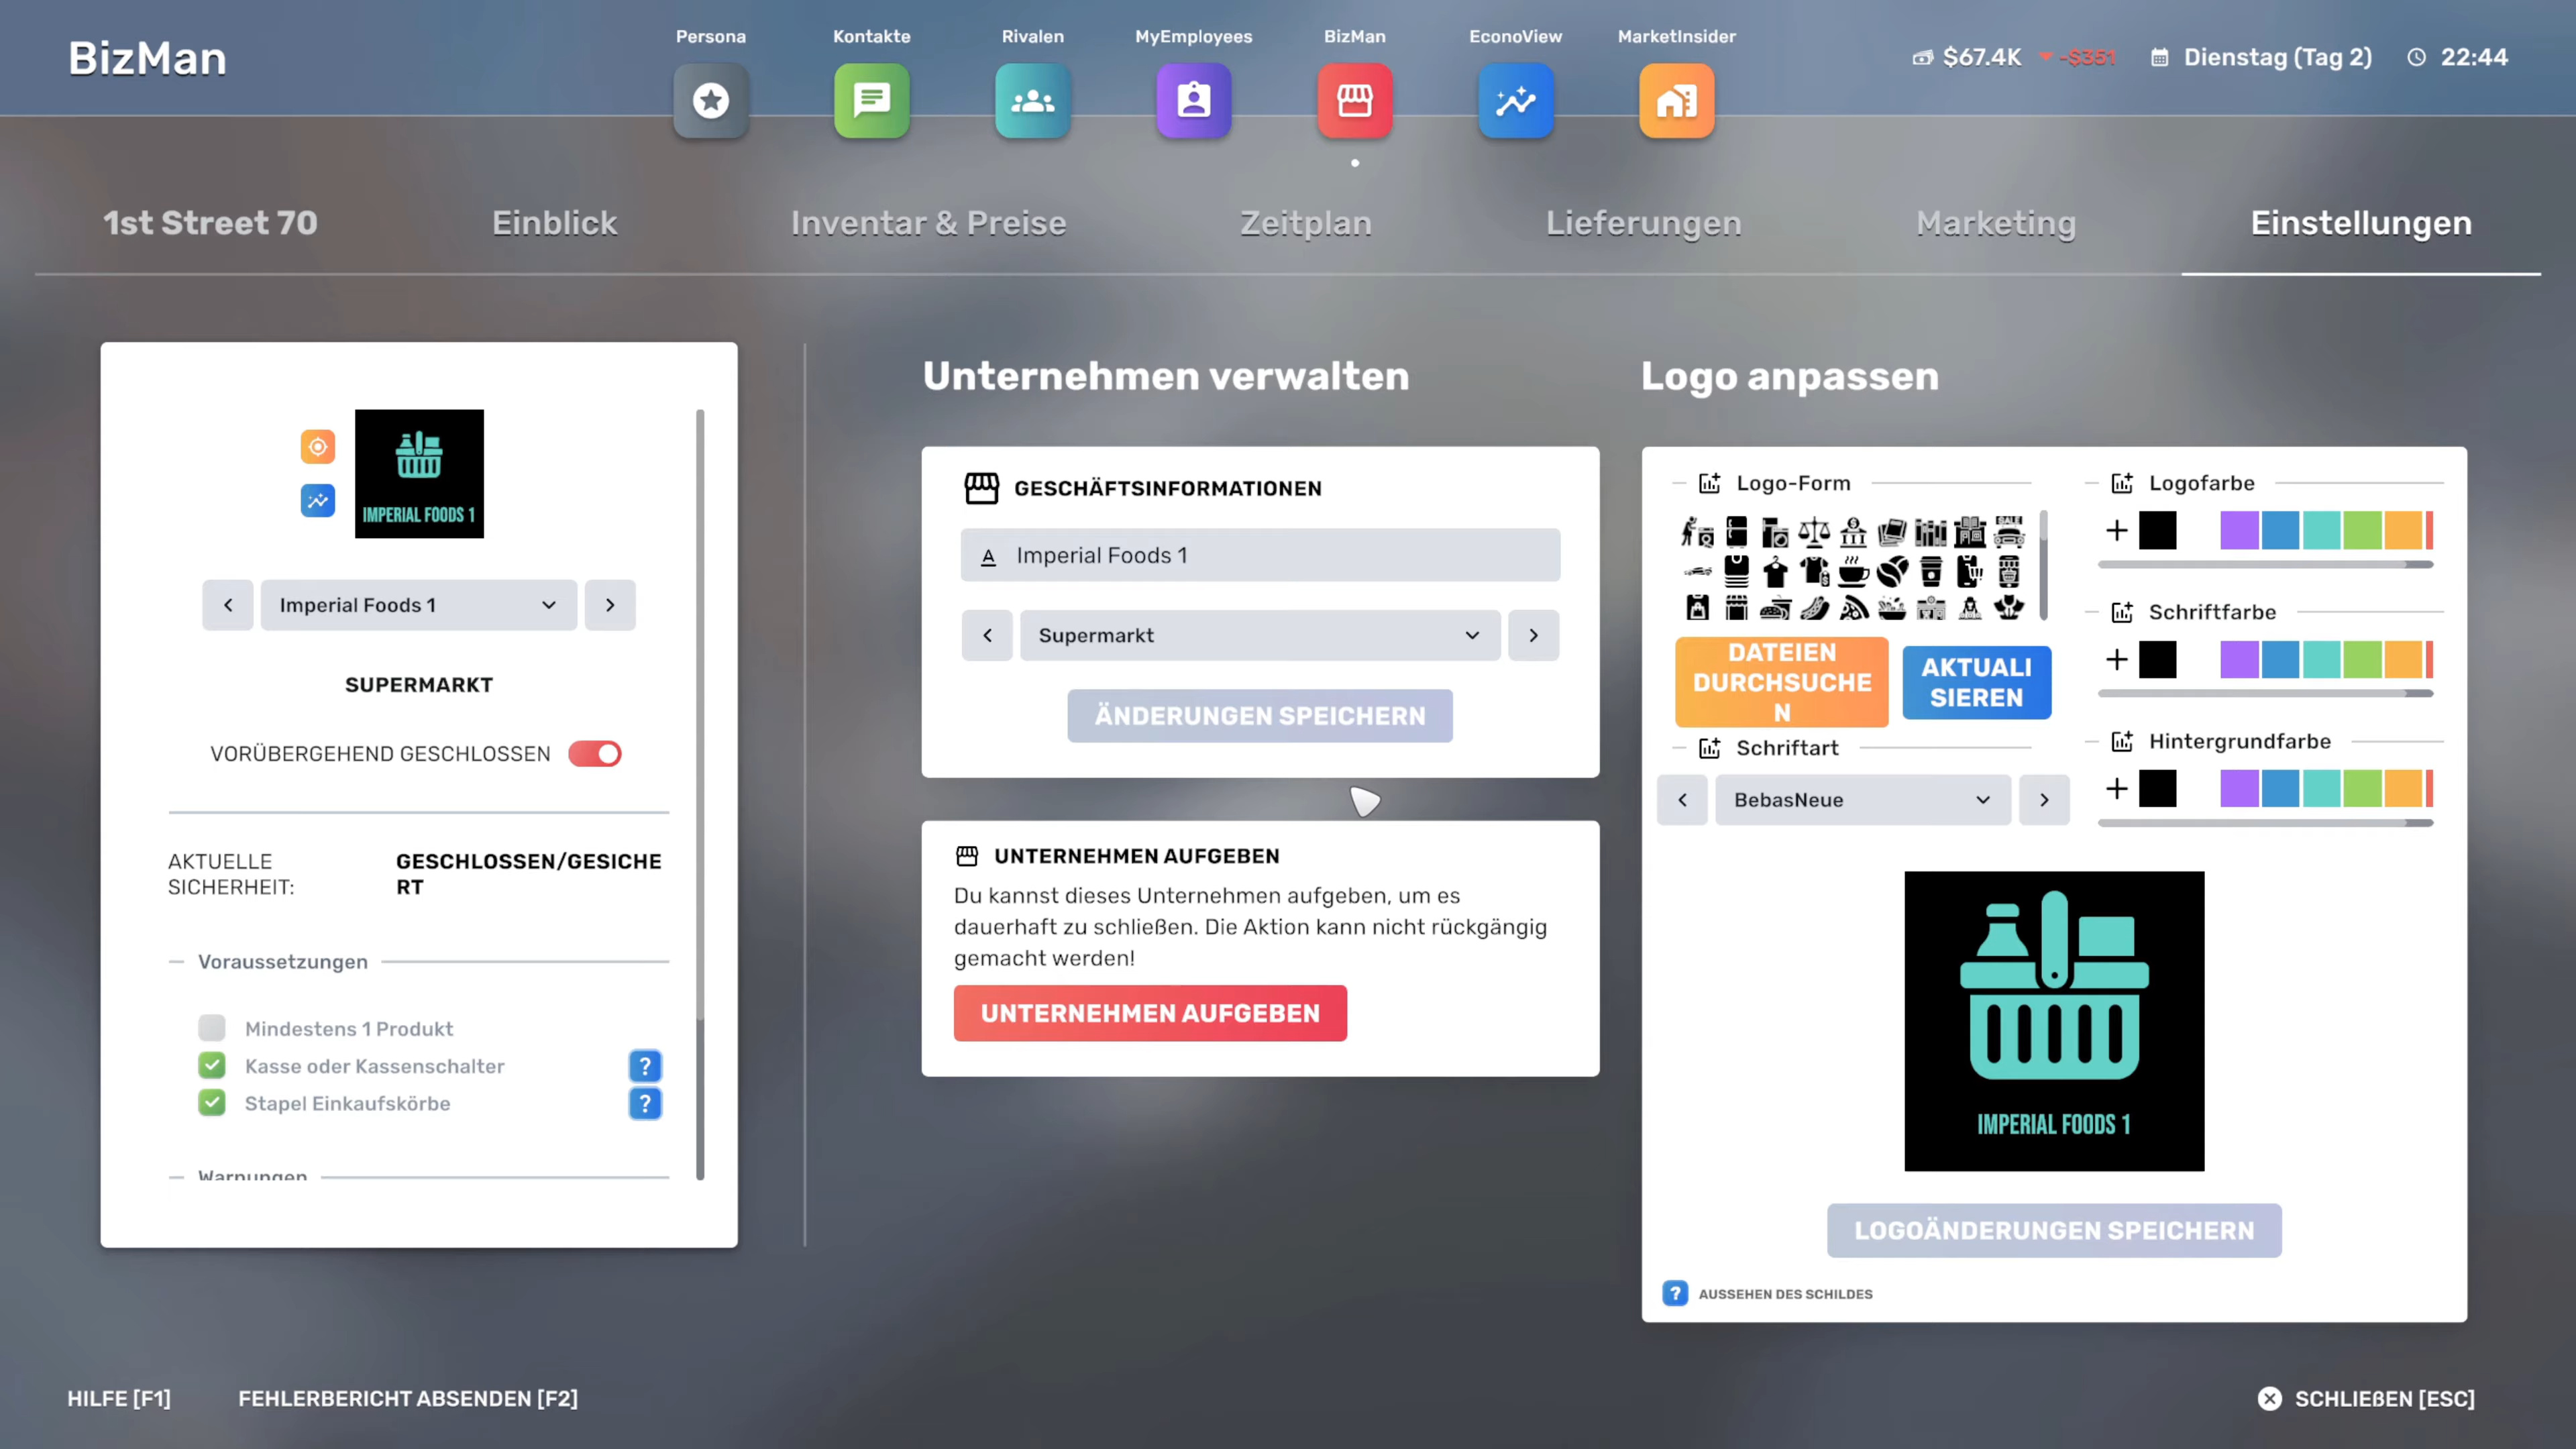 BizMan
Persona
Kontakte
Rivalen
MyEmployees
BizMan
EconoView
MarketInsider
$67.4K
-$351
Dienstag (Tag 2)
22:44
1st Street 70
Einblick
Inventar & Preise
Zeitplan
Lieferungen
Marketing
Einstellungen
IMPERIAL FOODS 1
Imperial Foods 1
SUPERMARKT
VORÜBERGEHEND GESCHLOSSEN
AKTUELLE
SICHERHEIT:
GESCHLOSSEN/GESICHE
RT
Voraussetzungen
Mindestens 1 Produkt
Kasse oder Kassenschalter
?
Stapel Einkaufskörbe
?
Warnungen
Unternehmen verwalten
GESCHÄFTSINFORMATIONEN
A Imperial Foods 1
Supermarkt
ÄNDERUNGEN SPEICHERN
UNTERNEHMEN AUFGEBEN
Du kannst dieses Unternehmen aufgeben, um es
dauerhaft zu schließen. Die Aktion kann nicht rückgängig
gemacht werden!
UNTERNEHMEN AUFGEBEN
Logo anpassen
Logo-Form
SALE
DATEIEN
DURCHSUCHE
N
AKTUALI
SIEREN
Schriftart
BebasNeue
Logofarbe
Schriftfarbe
Hintergrundfarbe
IMPERIAL FOODS 1
LOGOÄNDERUNGEN SPEICHERN
? AUSSEHEN DES SCHILDES
HILFE [F1]
FEHLERBERICHT ABSENDEN [F2]
SCHLIEẞEN [ESC]